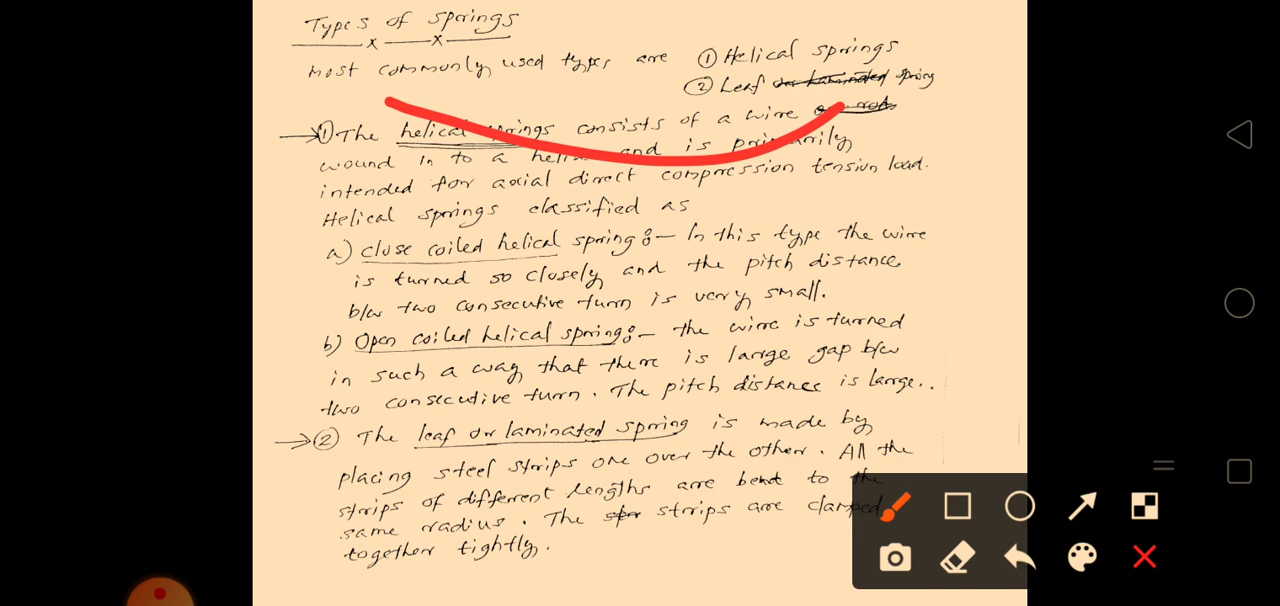 Types of springs
most commonly used types are ① Helical springs
② Leaf or laminated spring
① The helical springs consists of a wire or rod
wound in to a helix and is primarily
intended for axial direct compression tension load.
Helical springs classified as
a) close coiled helical spring:- In this type the wire
is turned so closely and the pitch distance
b/w two consecutive turn is very small.
b) Open coiled helical spring:- the wire is turned
in such a way that there is large gap b/w
two consecutive turn. The pitch distance is large..
② The leaf or laminated spring is made by
placing steel strips one over the other. All the
strips of different lengths are bent to the
same radius. The strips are clamped
together tightly.